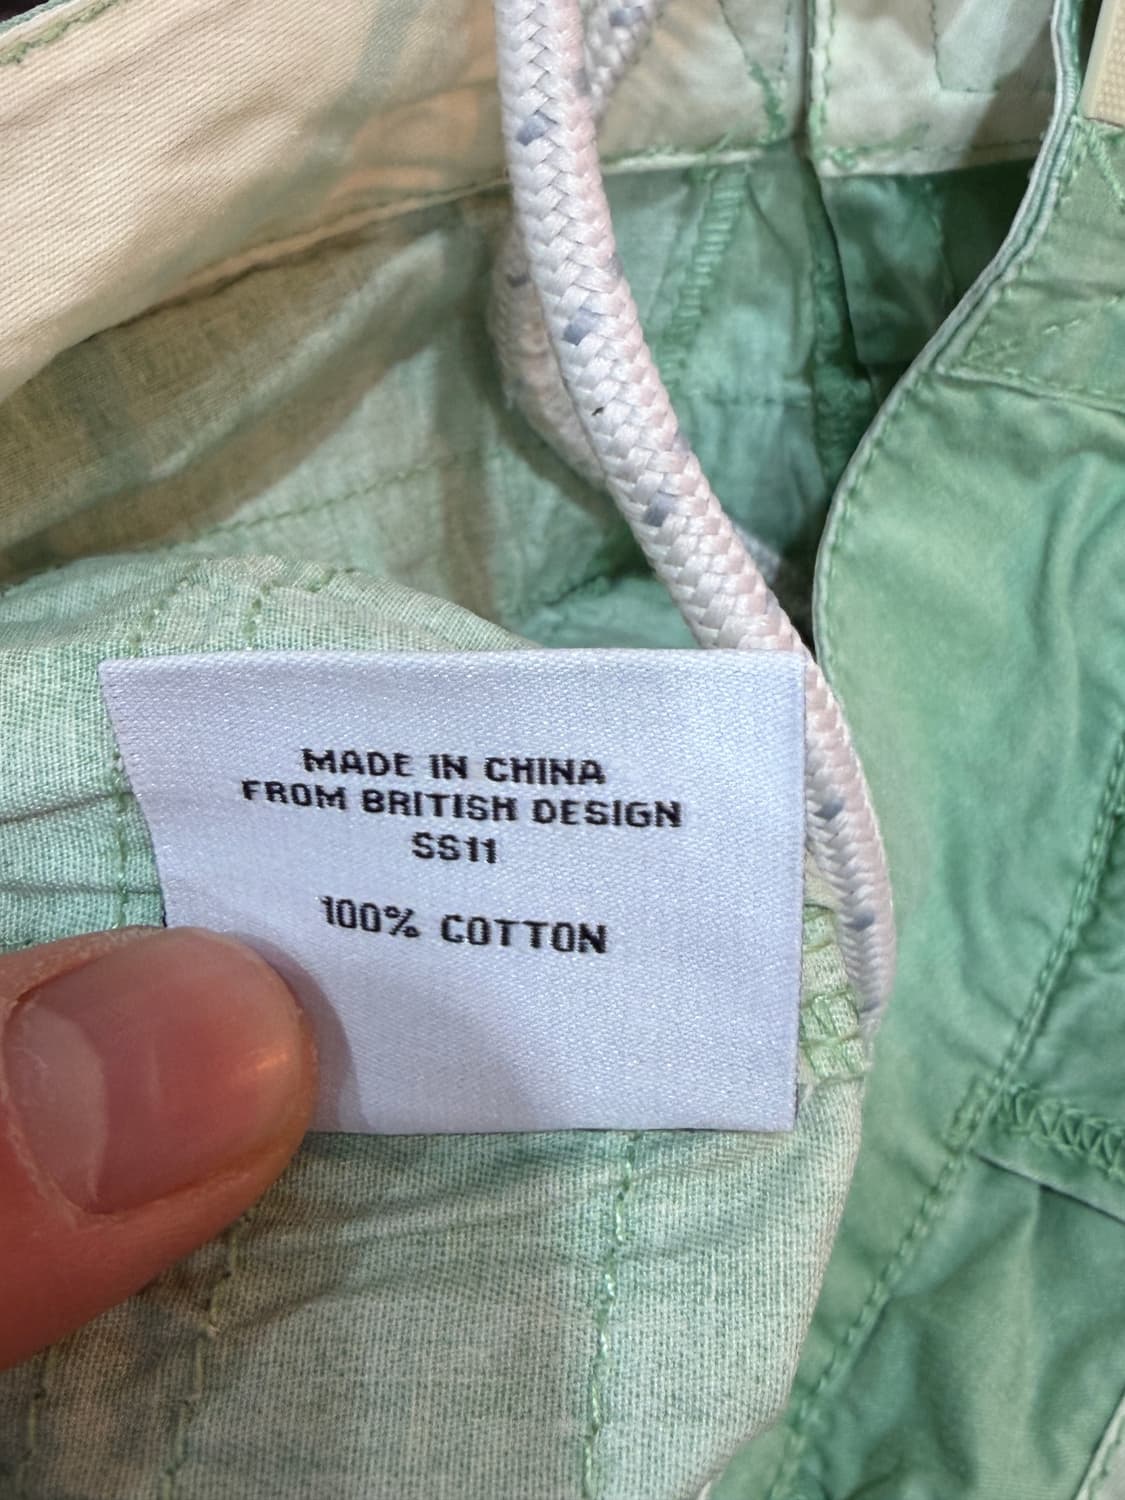 MADE IN CHINA
FROM BRITISH DESIGN
SS11
100% COTTON